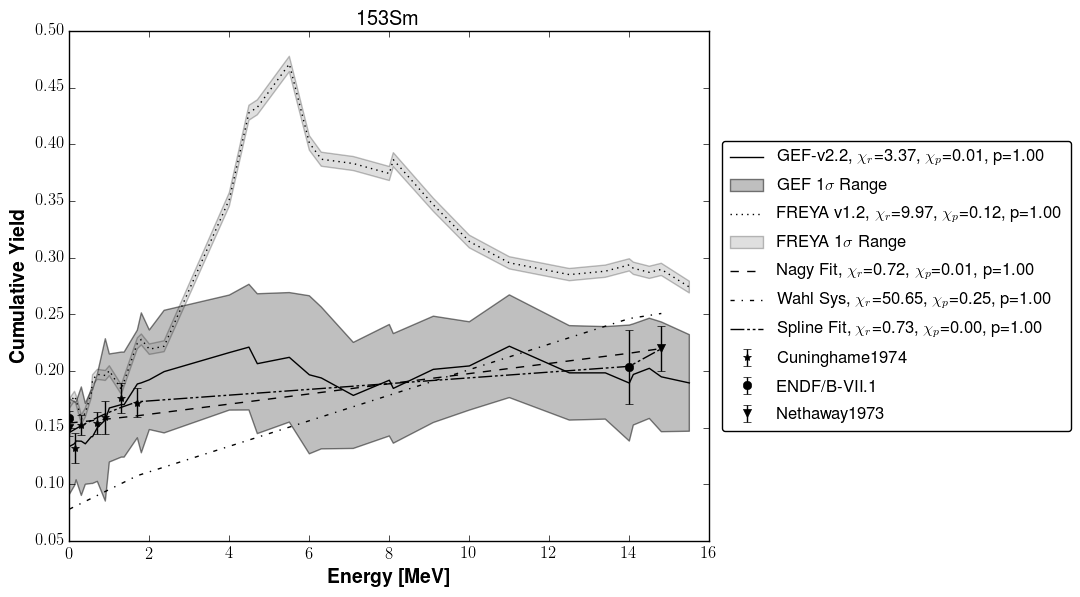 153Sm
0.50
0.45
0.40
0.35
0.30
0.25
0.20
0.15
0.10
0.05
Cumulative Yield
0 2 4 6 8 10 12 14 16
Energy [MeV]
GEF-v2.2, χr=3.37, χp=0.01, p=1.00
GEF 1σ Range
FREYA v1.2, χr=9.97, χp=0.12, p=1.00
FREYA 1σ Range
Nagy Fit, χr=0.72, χp=0.01, p=1.00
Wahl Sys, χr=50.65, χp=0.25, p=1.00
Spline Fit, χr=0.73, χp=0.00, p=1.00
Cuninghame1974
ENDF/B-VII.1
Nethaway1973